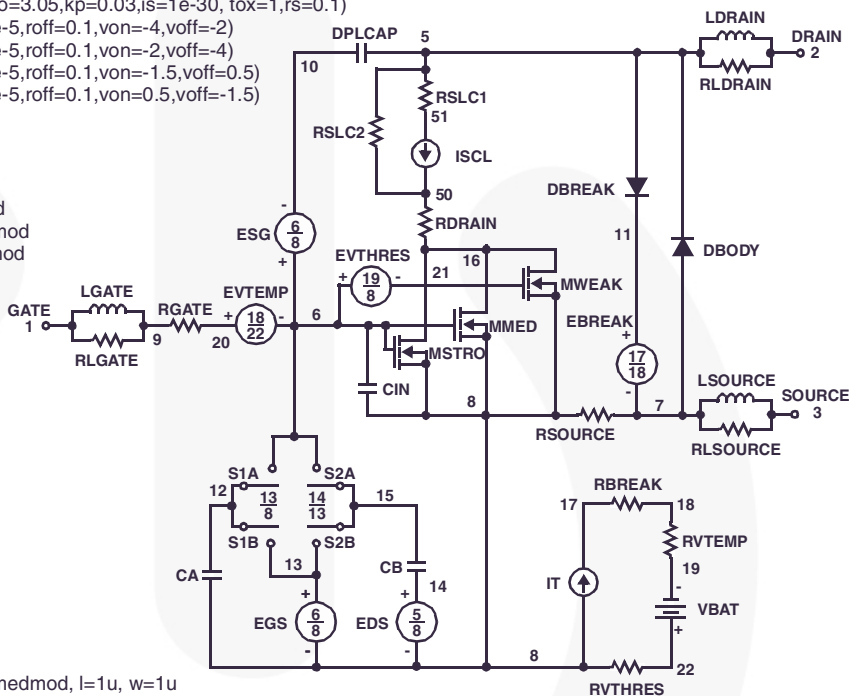 o=3.05,kp=0.03,is=1e-30, tox=1,rs=0.1)
e-5,roff=0.1,von=-4,voff=-2)
e-5,roff=0.1,von=-2,voff=-4)
e-5,roff=0.1,von=-1.5,voff=0.5)
e-5,roff=0.1,von=0.5,voff=-1.5)
d
mod
mod
LDRAIN
DPLCAP
5
DRAIN
2
10
RLDRAIN
RSLC1
51
RSLC2
ISCL
50
DBREAK
-
ESG
6
8
+
RDRAIN
11
DBODY
EVTHRES
+
19
8
-
21
16
MWEAK
LGATE
GATE
1
RLGATE
9
RGATE
20
EVTEMP
+
18
22
-
6
MMED
MSTRO
EBREAK
+
17
18
-
CIN
8
RSOURCE
7
LSOURCE
SOURCE
3
RLSOURCE
S1A
S2A
12
13
8
14
13
15
S1B
S2B
13
CA
CB
14
+
EGS
6
8
-
+
EDS
5
8
-
8
RBREAK
17
18
RVTEMP
19
-
IT
VBAT
+
22
RVTHRES
medmod, l=1u, w=1u